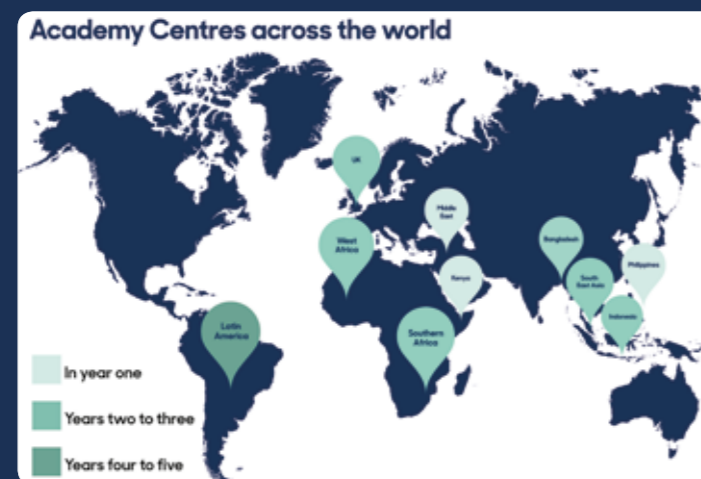 Academy Centres across the world
UK
Middle
East
West
Africa
Bangladesh
Kenya
Philippines
South
East Asia
Indonesia
Latin
America
Southern
Africa
In year one
Years two to three
Years four to five